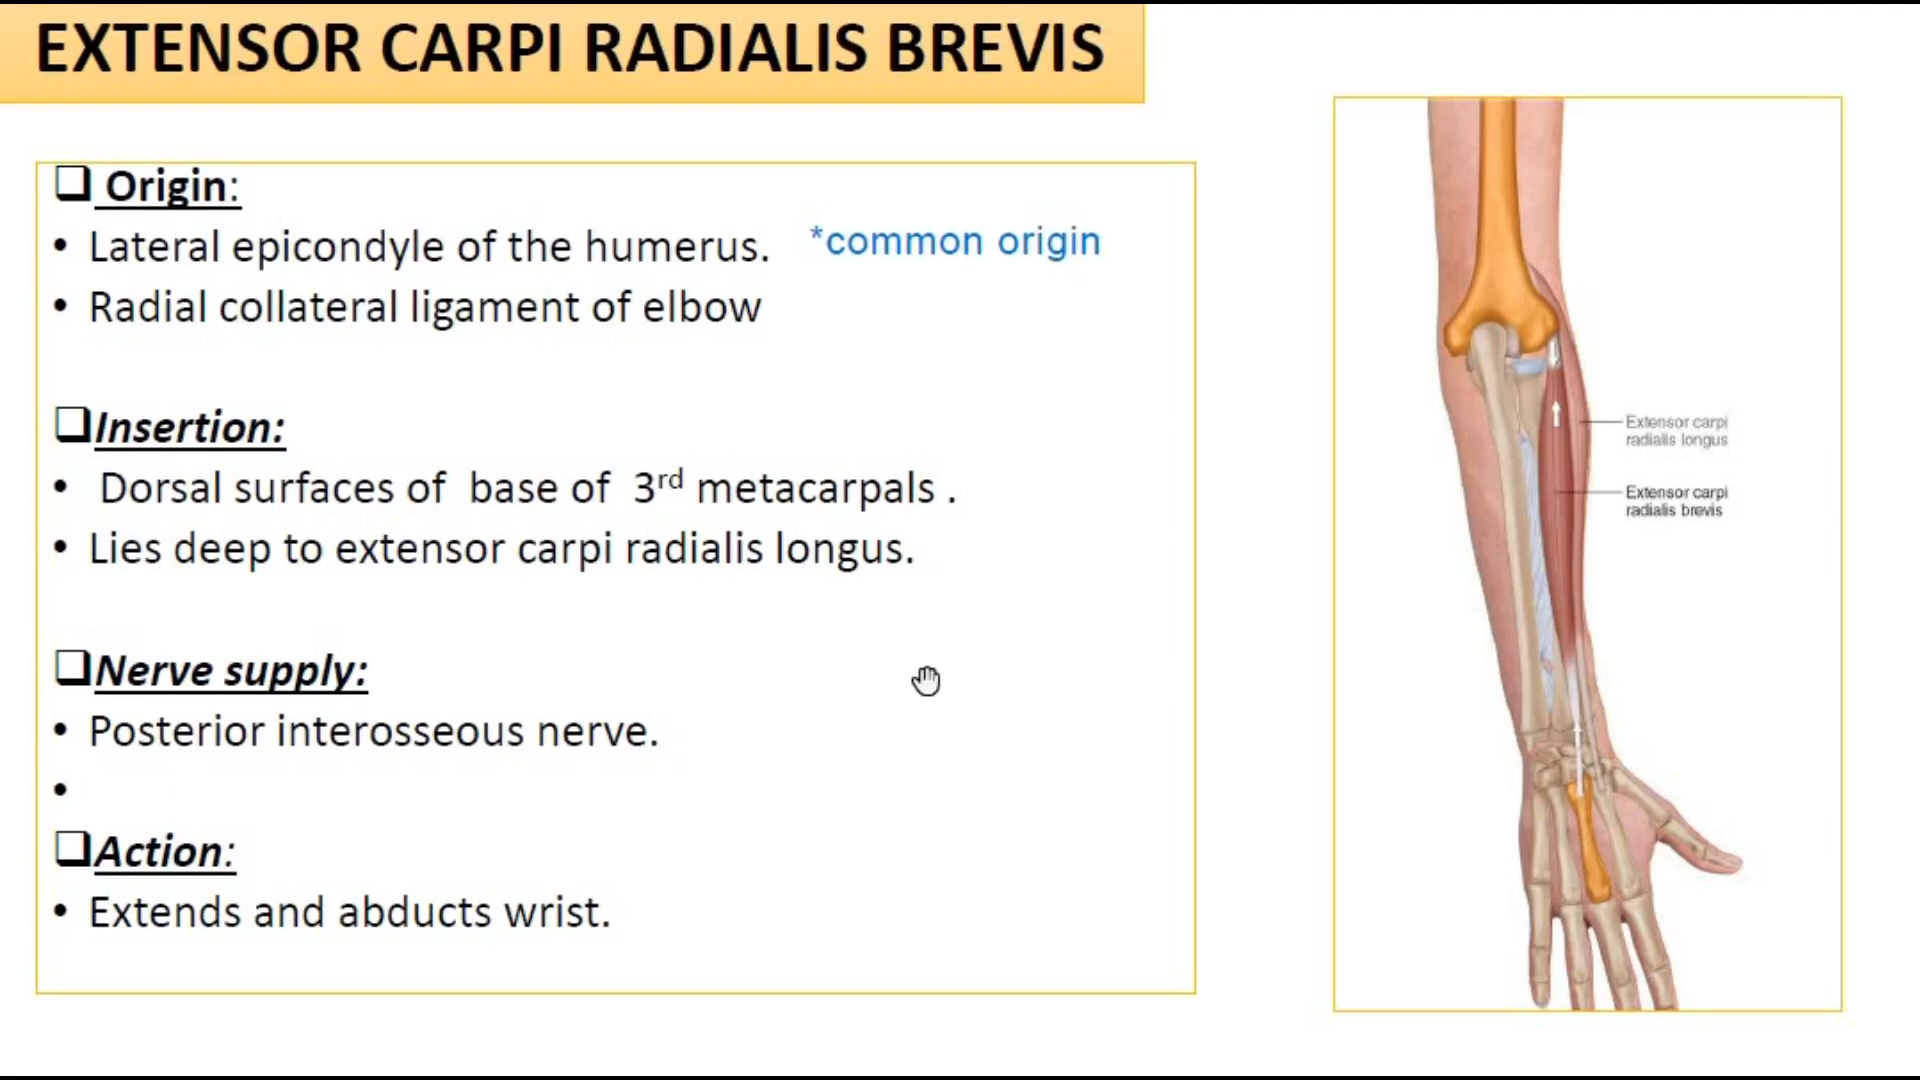 EXTENSOR CARPI RADIALIS BREVIS
❑ Origin:
• Lateral epicondyle of the humerus. *common origin
• Radial collateral ligament of elbow
❑Insertion:
• Dorsal surfaces of base of 3rd metacarpals .
• Lies deep to extensor carpi radialis longus.
❑Nerve supply:
• Posterior interosseous nerve.
•
❑Action:
• Extends and abducts wrist.
Extensor carpi
radialis longus
Extensor carpi
radialis brevis